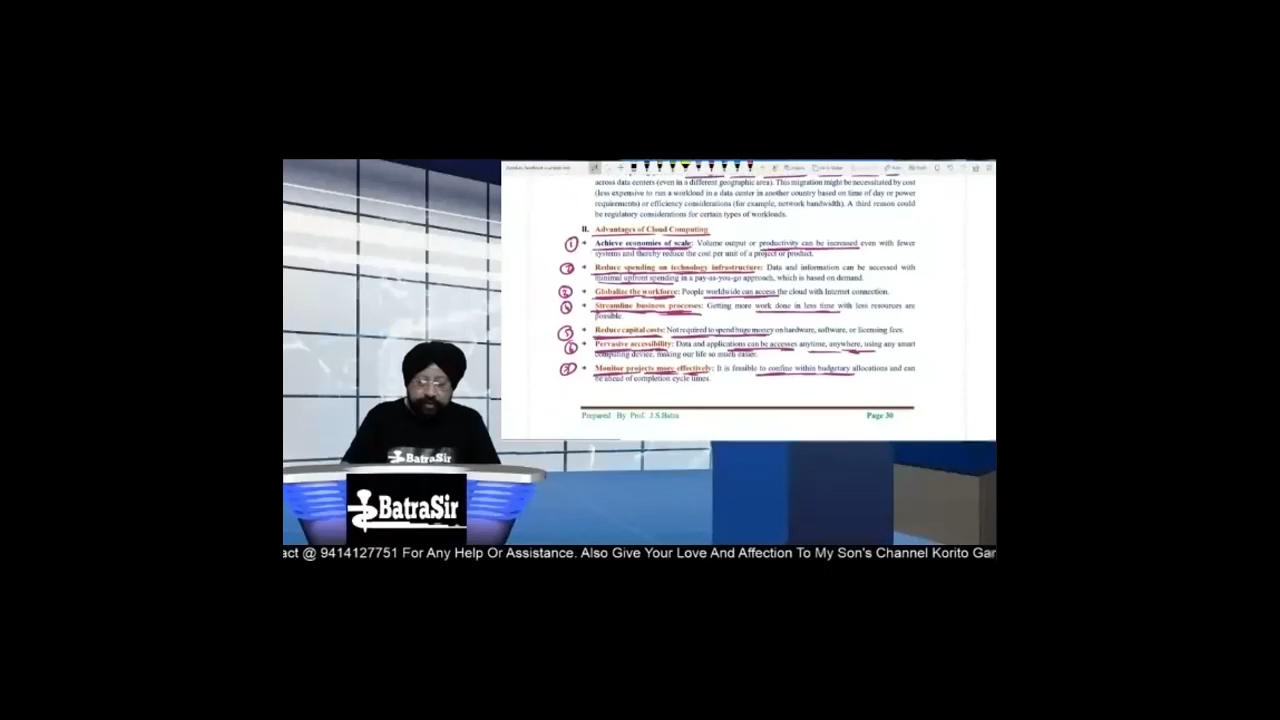 across data centers (even in a different geographic area). This migration might be necessitated by cost
(less expensive to run a workload in a data center in another country based on time of day or power
requirements) or efficiency considerations (for example, network bandwidth). A third reason could
be regulatory considerations for certain types of workloads.
II. Advantages of Cloud Computing
① Achieve economies of scale: Volume output or productivity can be increased even with fewer
systems and thereby reduce the cost per unit of a project or product.
Reduce spending on technology infrastructure: Data and information can be accessed with
minimal upfront spending in a pay-as-you-go approach, which is based on demand.
Globalize the workforce: People worldwide can access the cloud with Internet connection.
Streamline business processes: Getting more work done in less time with less resources are
possible.
⑤ Reduce capital costs: Not required to spend huge money on hardware, software, or licensing fees.
⑥ Pervasive accessibility: Data and applications can be accesses anytime, anywhere, using any smart
computing device, making our life so much easier.
Monitor projects more effectively: It is feasible to confine within budgetary allocations and can
be ahead of completion cycle times.
Prepared By Prof. J.S.Batra Page 30
BatraSir
BatraSir
act @ 9414127751 For Any Help Or Assistance. Also Give Your Love And Affection To My Son's Channel Korito Gar